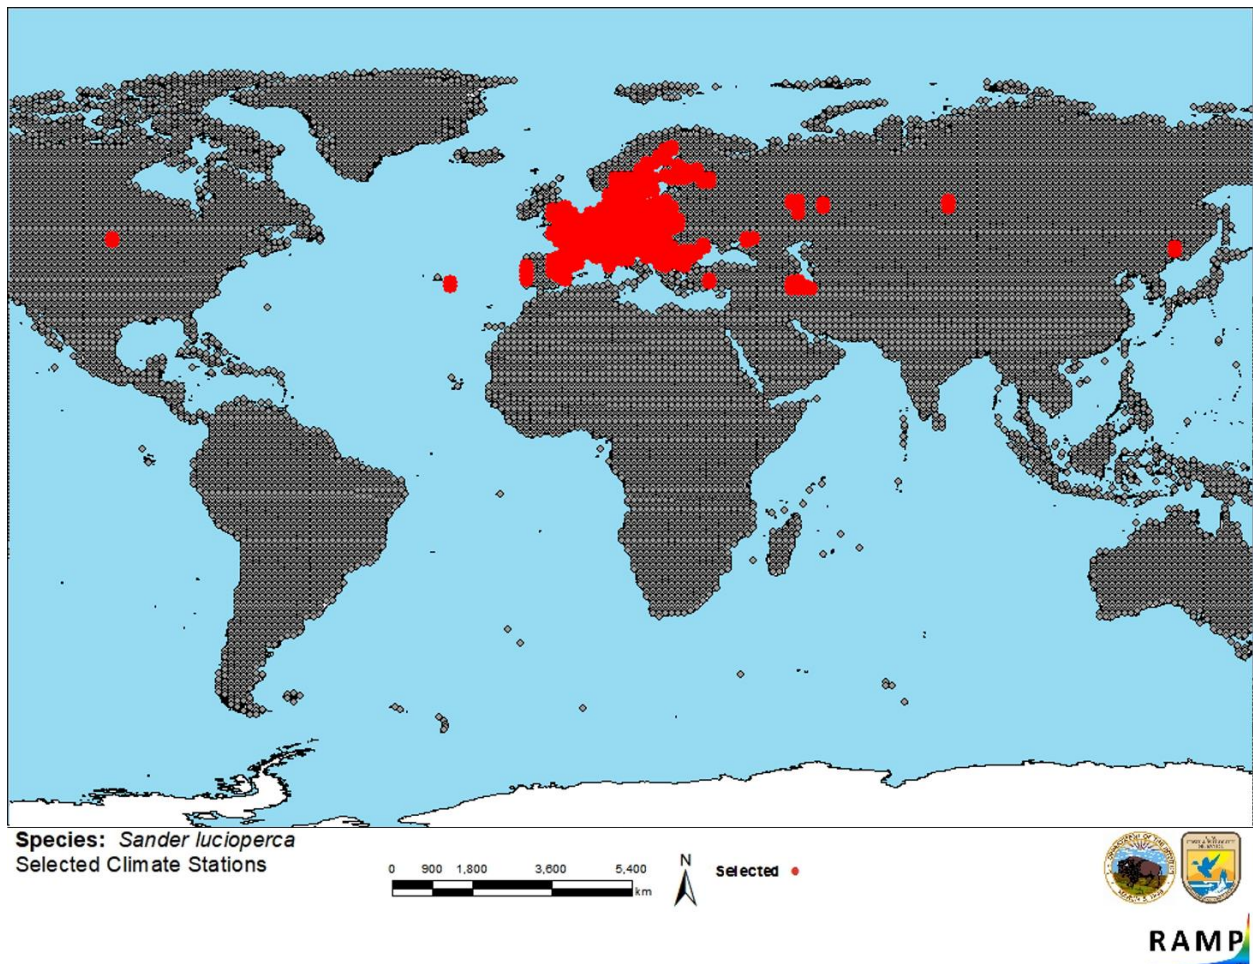 Species: Sander lucioperca
Selected Climate Stations
0 900 1,800 3,600 5,400
km
N
Selected
RAMP